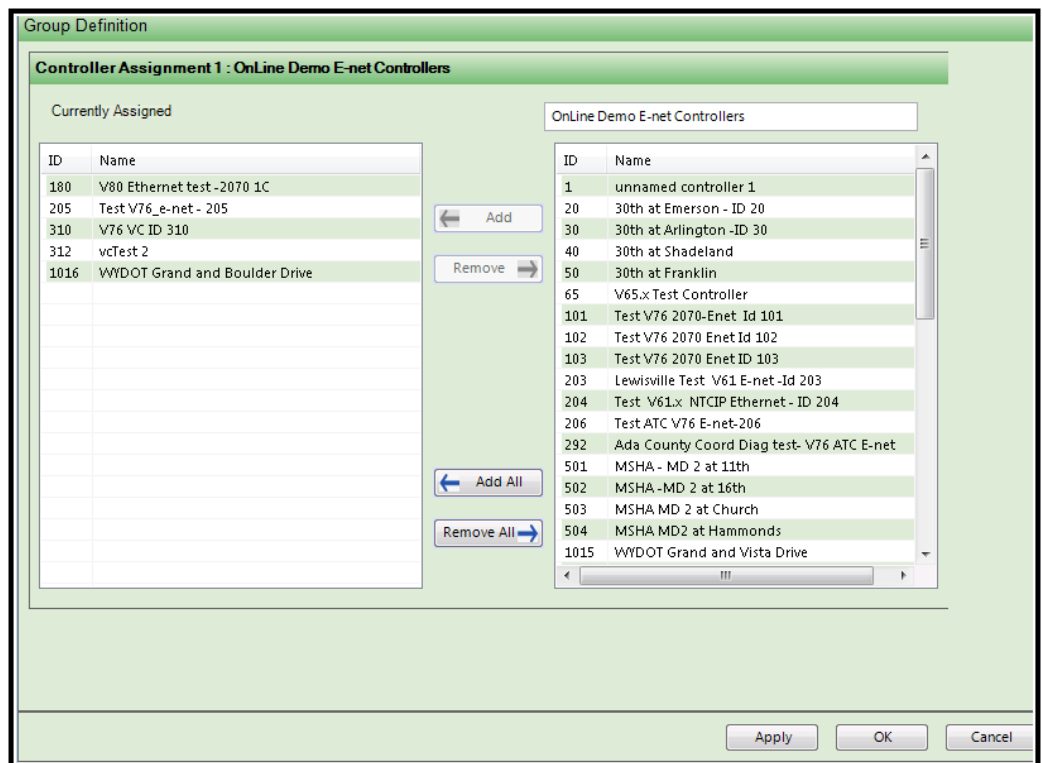 Group Definition
Controller Assignment 1 : OnLine Demo E-net Controllers
Currently Assigned
OnLine Demo E-net Controllers
ID Name
180 V80 Ethernet test -2070 1C
205 Test V76_e-net - 205
310 V76 VC ID 310
312 vcTest 2
1016 WYDOT Grand and Boulder Drive
Add
Remove
Add All
Remove All
ID Name
1 unnamed controller 1
20 30th at Emerson - ID 20
30 30th at Arlington -ID 30
40 30th at Shadeland
50 30th at Franklin
65 V65.x Test Controller
101 Test V76 2070-Enet Id 101
102 Test V76 2070 Enet Id 102
103 Test V76 2070 Enet ID 103
203 Lewisville Test V61 E-net -Id 203
204 Test V61.x NTCIP Ethernet - ID 204
206 Test ATC V76 E-net-206
292 Ada County Coord Diag test- V76 ATC E-net
501 MSHA - MD 2 at 11th
502 MSHA -MD 2 at 16th
503 MSHA MD 2 at Church
504 MSHA MD2 at Hammonds
1015 WYDOT Grand and Vista Drive
Apply
OK
Cancel